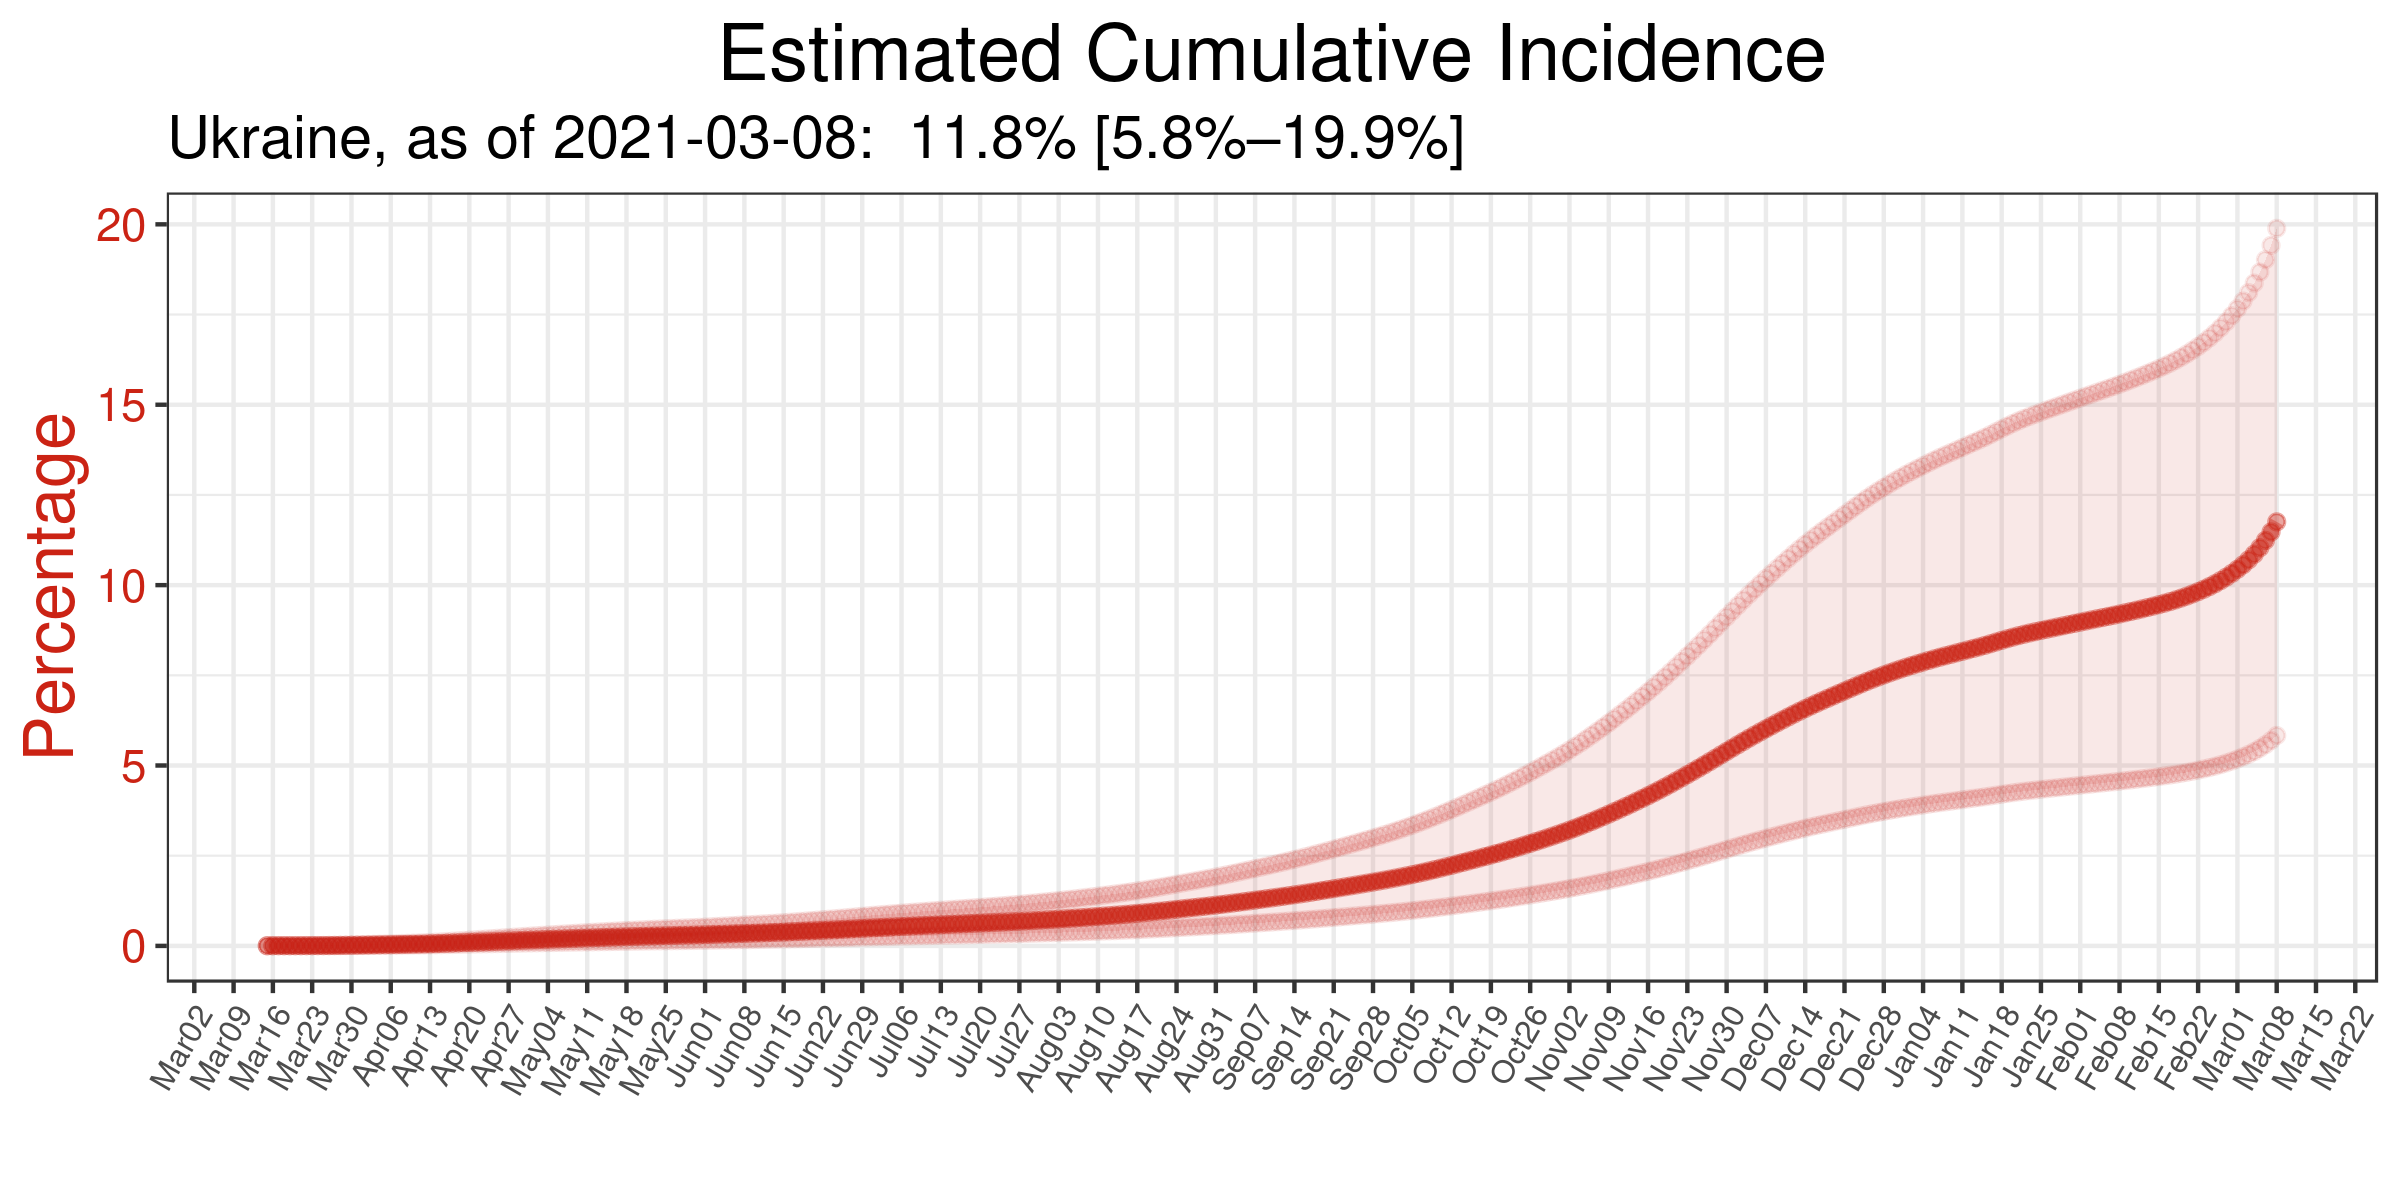 Estimated Cumulative Incidence
Ukraine, as of 2021-03-08:  11.8% [5.8%–19.9%]
Percentage
20
15
10
5
0
Mar02
Mar09
Mar16
Mar23
Mar30
Apr06
Apr13
Apr20
Apr27
May04
May11
May18
May25
Jun01
Jun08
Jun15
Jun22
Jun29
Jul06
Jul13
Jul20
Jul27
Aug03
Aug10
Aug17
Aug24
Aug31
Sep07
Sep14
Sep21
Sep28
Oct05
Oct12
Oct19
Oct26
Nov02
Nov09
Nov16
Nov23
Nov30
Dec07
Dec14
Dec21
Dec28
Jan04
Jan11
Jan18
Jan25
Feb01
Feb08
Feb15
Feb22
Mar01
Mar08
Mar15
Mar22